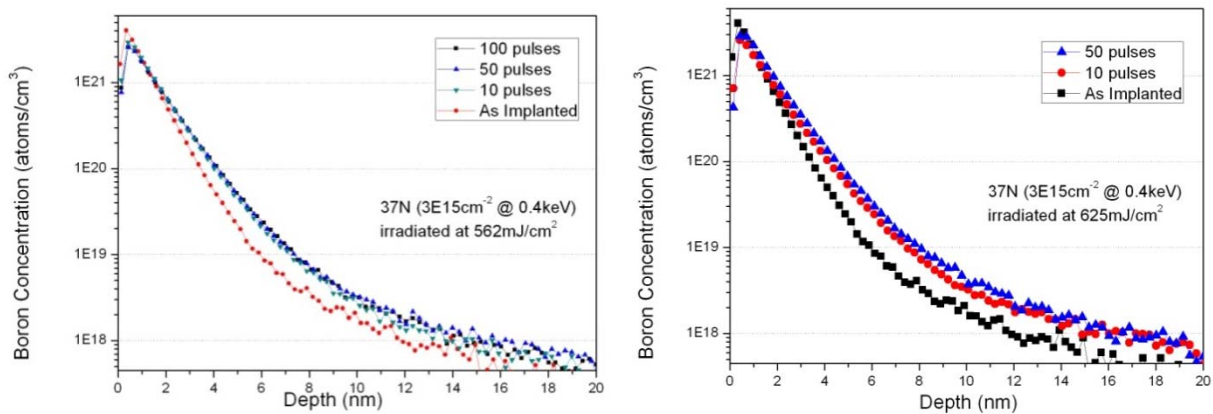 100 pulses
50 pulses
10 pulses
As Implanted
1E21
1E20
1E19
1E18
37N (3E15cm⁻² @ 0.4keV)
irradiated at 562mJ/cm²
0 2 4 6 8 10 12 14 16 18 20
Depth (nm)
Boron Concentration (atoms/cm³)
50 pulses
10 pulses
As Implanted
1E21
1E20
1E19
1E18
37N (3E15cm⁻² @ 0.4keV)
irradiated at 625mJ/cm²
0 2 4 6 8 10 12 14 16 18 20
Depth (nm)
Boron Concentration (atoms/cm³)